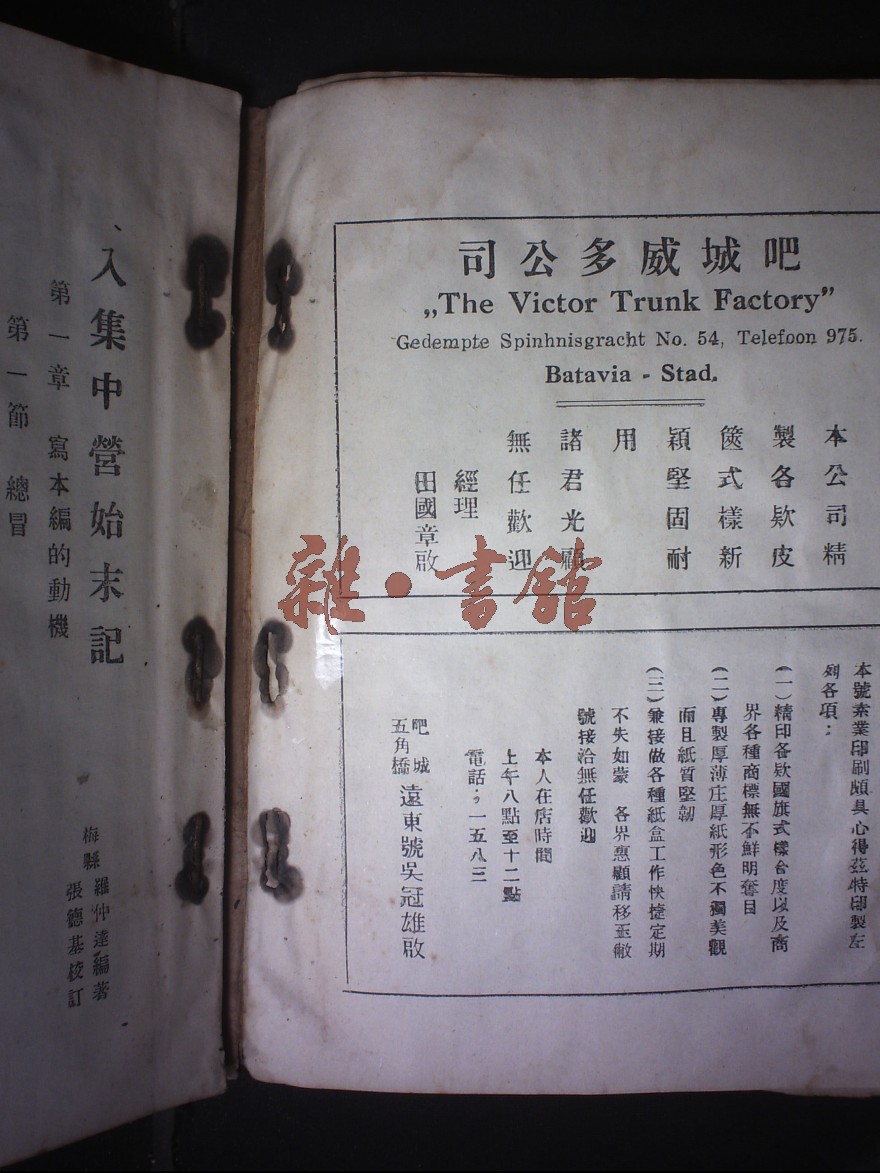 吧城威多公司
„The Victor Trunk Factory”
Gedempte Spinhnisgracht No. 54, Telefoon 975.
Batavia - Stad.
本公司精
製各欵皮
篋式樣新
穎堅固耐
用
諸君光顧
無任歡迎
經理
田國章啟
本號素業印刷頗具心得茲特印製左
列各項：
(一)精印各欵國旗式樣台度以及商
界各種商標無不鮮明奪目
(二)專製厚薄庄厚紙形色不獨美觀
而且紙質堅韌
(三)兼接做各種紙盒工作快捷定期
不失如蒙 各界惠顧請移至敝
號接洽無任歡迎
本人在店時間
上午八點至十二點
電話：一五八三
吧城
五角橋
遠東號吳冠雄啟
入集中營始末記
梅縣羅仲達編著
張德基校訂
第一章 寫本編的動機
第一節 總冒
雜·書館